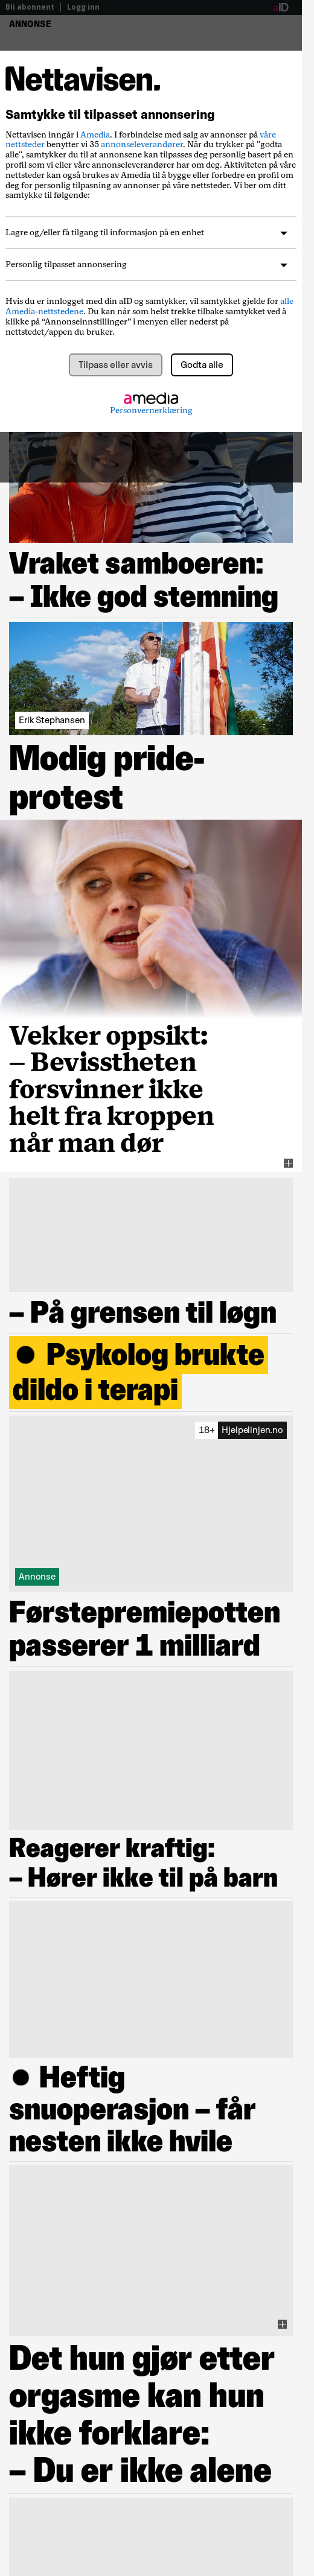 Bli abonnent | Logg inn
aID
ANNONSE
Nettavisen.
Samtykke til tilpasset annonsering
Nettavisen inngår i Amedia. I forbindelse med salg av annonser på våre
nettsteder benytter vi 35 annonseleverandører. Når du trykker på "godta
alle", samtykker du til at annonsene kan tilpasses deg personlig basert på en
profil som vi eller våre annonseleverandører har om deg. Aktiviteten på våre
nettsteder kan også brukes av Amedia til å bygge eller forbedre en profil om
deg for personlig tilpasning av annonser på våre nettsteder. Vi ber om ditt
samtykke til følgende:
Lagre og/eller få tilgang til informasjon på en enhet
Personlig tilpasset annonsering
Hvis du er innlogget med din aID og samtykker, vil samtykket gjelde for alle
Amedia-nettstedene. Du kan når som helst trekke tilbake samtykket ved å
klikke på “Annonseinnstillinger” i menyen eller nederst på
nettstedet/appen du bruker.
Tilpass eller avvis
Godta alle
amedia
Personvernerklæring
Vraket samboeren:
– Ikke god stemning
Erik Stephansen
Modig pride-
protest
Vekker oppsikt:
– Bevisstheten
forsvinner ikke
helt fra kroppen
når man dør
– På grensen til løgn
● Psykolog brukte
dildo i terapi
18+ Hjelpelinjen.no
Annonse
Førstepremiepotten
passerer 1 milliard
Reagerer kraftig:
– Hører ikke til på barn
● Heftig
snuoperasjon – får
nesten ikke hvile
Det hun gjør etter
orgasme kan hun
ikke forklare:
– Du er ikke alene